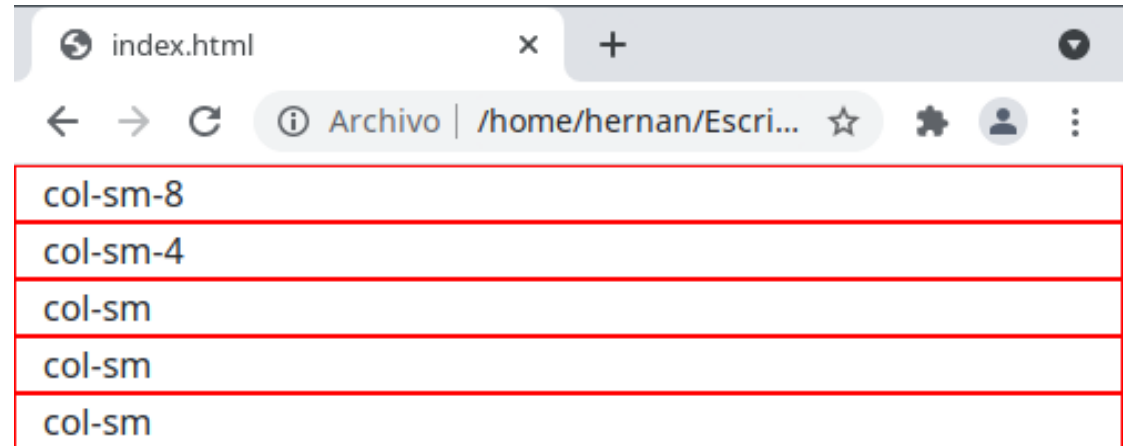 index.html
Archivo | /home/hernan/Escri...
col-sm-8
col-sm-4
col-sm
col-sm
col-sm